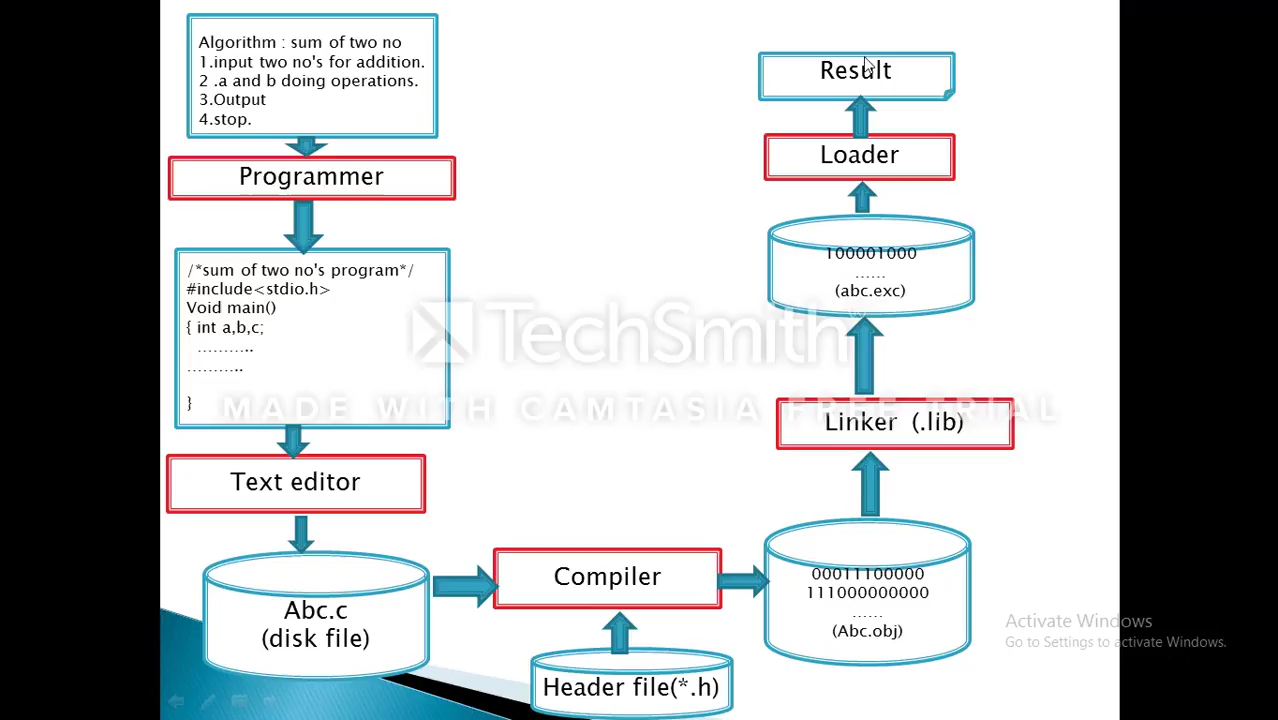 Algorithm : sum of two no
1.input two no's for addition.
2 .a and b doing operations.
3.Output
4.stop.
Programmer
/*sum of two no's program*/
#include<stdio.h>
Void main()
{ int a,b,c;
………..
………..
}
Text editor
Abc.c
(disk file)
Compiler
Header file(*.h)
00011100000
111000000000
……
(Abc.obj)
Linker (.lib)
100001000
……
(abc.exc)
Loader
Result
TechSmith
MADE WITH CAMTASIA FREE TRIAL
Activate Windows
Go to Settings to activate Windows.